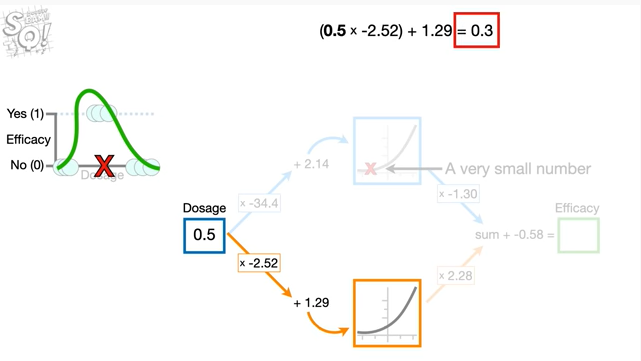 (0.5 x -2.52) + 1.29 = 0.3
SQ!
Yes (1)
Efficacy
No (0)
Dosage
+ 2.14
A very small number
x -34.4
x -1.30
Dosage
Efficacy
0.5
sum + -0.58 =
x -2.52
x 2.28
+ 1.29